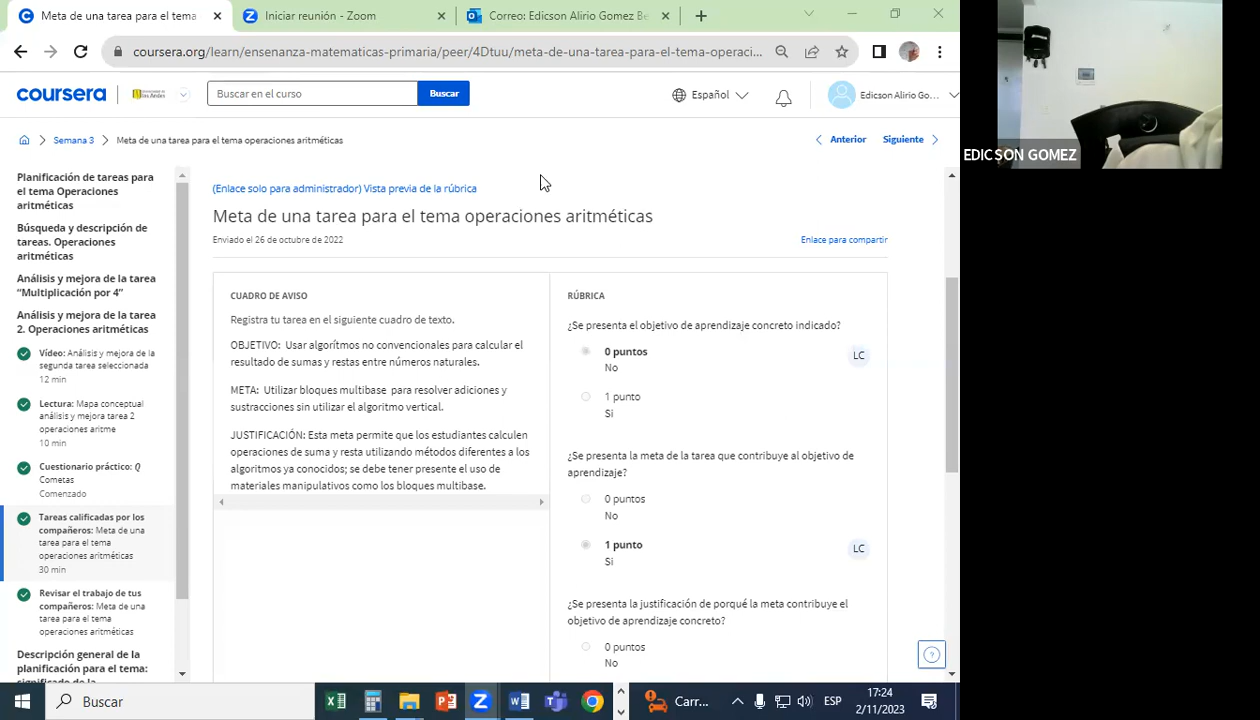 Meta de una tarea para el tema
Iniciar reunión - Zoom
Correo: Edicson Alirio Gomez Be
coursera.org/learn/ensenanza-matematicas-primaria/peer/4Dtuu/meta-de-una-tarea-para-el-tema-operaci...
coursera
Buscar en el curso
Buscar
Español
Edicson Alirio Go...
Semana 3
Meta de una tarea para el tema operaciones aritméticas
Anterior
Siguiente
EDICSON GOMEZ
Planificación de tareas para
el tema Operaciones
aritméticas
Búsqueda y descripción de
tareas. Operaciones
aritméticas
Análisis y mejora de la tarea
“Multiplicación por 4”
Análisis y mejora de la tarea
2. Operaciones aritméticas
Vídeo: Análisis y mejora de la
segunda tarea seleccionada
12 min
Lectura: Mapa conceptual
análisis y mejora tarea 2
operaciones aritme
10 min
Cuestionario práctico: Q
Cometas
Comenzado
Tareas calificadas por los
compañeros: Meta de una
tarea para el tema
operaciones aritméticas
30 min
Revisar el trabajo de tus
compañeros: Meta de una
tarea para el tema
operaciones aritméticas
Descripción general de la
planificación para el tema:
significado de la
(Enlace solo para administrador) Vista previa de la rúbrica
Meta de una tarea para el tema operaciones aritméticas
Enviado el 26 de octubre de 2022
Enlace para compartir
CUADRO DE AVISO
Registra tu tarea en el siguiente cuadro de texto.
OBJETIVO: Usar algorítmos no convencionales para calcular el
resultado de sumas y restas entre números naturales.
META: Utilizar bloques multibase para resolver adiciones y
sustracciones sin utilizar el algoritmo vertical.
JUSTIFICACIÓN: Esta meta permite que los estudiantes calculen
operaciones de suma y resta utilizando métodos diferentes a los
algoritmos ya conocidos; se debe tener presente el uso de
materiales manipulativos como los bloques multibase.
RÚBRICA
¿Se presenta el objetivo de aprendizaje concreto indicado?
0 puntos
No
LC
1 punto
Si
¿Se presenta la meta de la tarea que contribuye al objetivo de
aprendizaje?
0 puntos
No
1 punto
Si
LC
¿Se presenta la justificación de porqué la meta contribuye el
objetivo de aprendizaje concreto?
0 puntos
No
Buscar
Carr...
ESP
17:24
2/11/2023